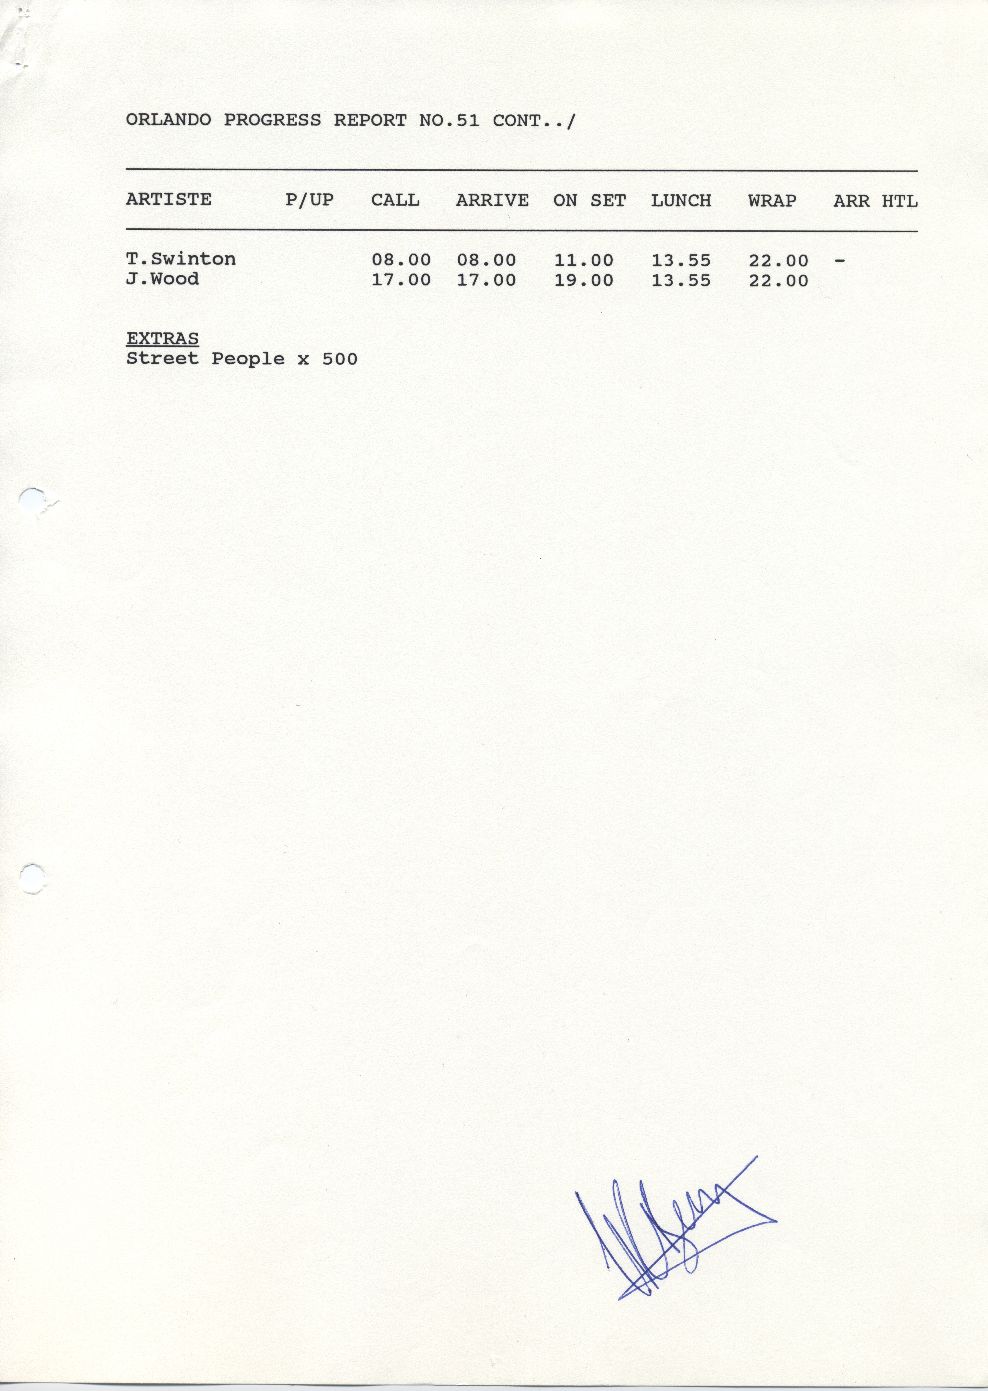 ORLANDO PROGRESS REPORT NO.51 CONT../
ARTISTE P/UP CALL ARRIVE ON SET LUNCH WRAP ARR HTL
T.Swinton 08.00 08.00 11.00 13.55 22.00 -
J.Wood 17.00 17.00 19.00 13.55 22.00
EXTRAS
Street People x 500